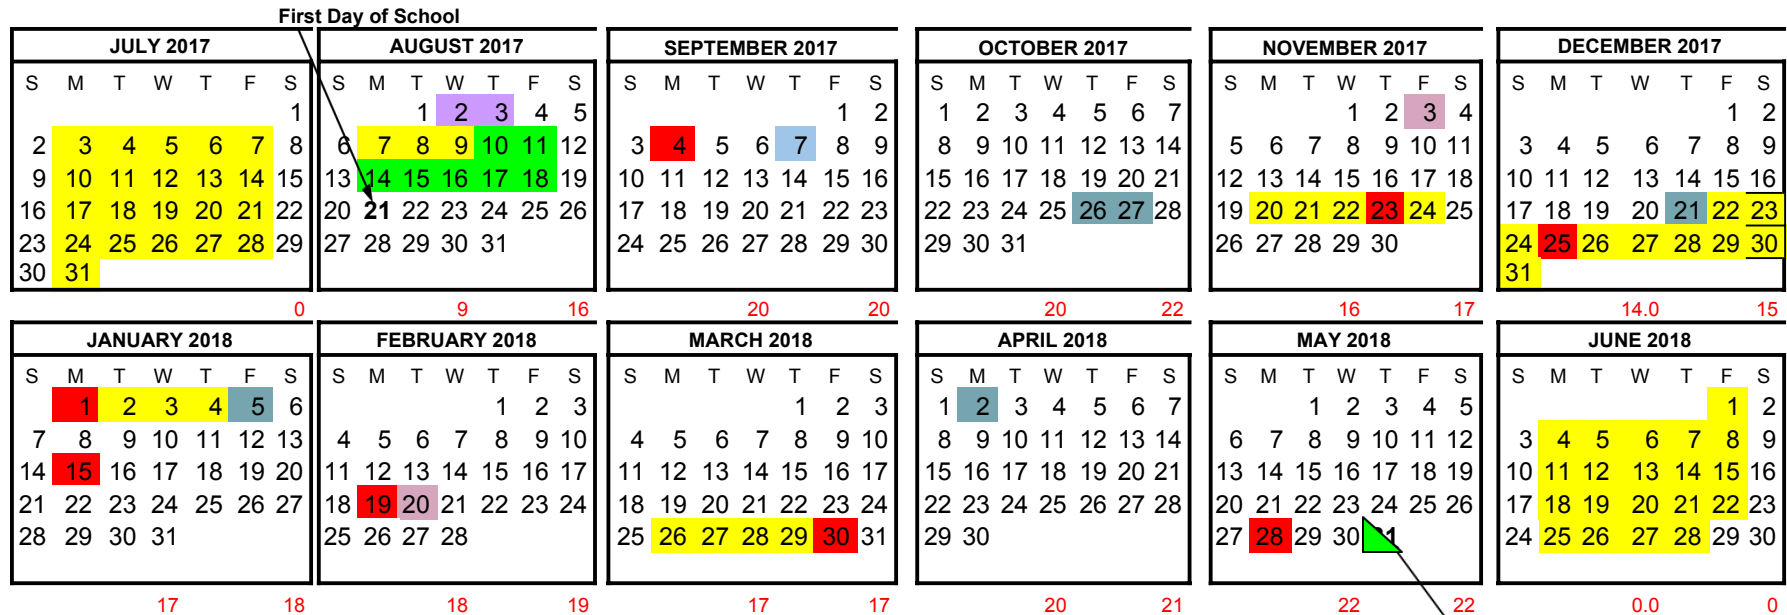 First Day of School
JULY 2017 AUGUST 2017 SEPTEMBER 2017 OCTOBER 2017 NOVEMBER 2017 DECEMBER 2017
S M T W T F S S M T W T F S S M T W T F S S M T W T F S S M T W T F S S M T W T F S
1 1 2 3 4 5 1 2 1 2 3 4 5 6 7 1 2 3 4 1 2
2 3 4 5 6 7 8 6 7 8 9 10 11 12 3 4 5 6 7 8 9 8 9 10 11 12 13 14 5 6 7 8 9 10 11 3 4 5 6 7 8 9
9 10 11 12 13 14 15 13 14 15 16 17 18 19 10 11 12 13 14 15 16 15 16 17 18 19 20 21 12 13 14 15 16 17 18 10 11 12 13 14 15 16
16 17 18 19 20 21 22 20 21 22 23 24 25 26 17 18 19 20 21 22 23 22 23 24 25 26 27 28 19 20 21 22 23 24 25 17 18 19 20 21 22 23
23 24 25 26 27 28 29 27 28 29 30 31 24 25 26 27 28 29 30 29 30 31 26 27 28 29 30 24 25 26 27 28 29 30
30 31 31
0 9 16 20 20 20 22 16 17 14.0 15
JANUARY 2018 FEBRUARY 2018 MARCH 2018 APRIL 2018 MAY 2018 JUNE 2018
S M T W T F S S M T W T F S S M T W T F S S M T W T F S S M T W T F S S M T W T F S
1 2 3 4 5 6 1 2 3 1 2 3 1 2 3 4 5 6 7 1 2 3 4 5 1 2
7 8 9 10 11 12 13 4 5 6 7 8 9 10 4 5 6 7 8 9 10 8 9 10 11 12 13 14 6 7 8 9 10 11 12 3 4 5 6 7 8 9
14 15 16 17 18 19 20 11 12 13 14 15 16 17 11 12 13 14 15 16 17 15 16 17 18 19 20 21 13 14 15 16 17 18 19 10 11 12 13 14 15 16
21 22 23 24 25 26 27 18 19 20 21 22 23 24 18 19 20 21 22 23 24 22 23 24 25 26 27 28 20 21 22 23 24 25 26 17 18 19 20 21 22 23
28 29 30 31 25 26 27 28 25 26 27 28 29 30 31 29 30 27 28 29 30 31 24 25 26 27 28 29 30
17 18 18 19 17 17 20 21 22 22 0.0 0